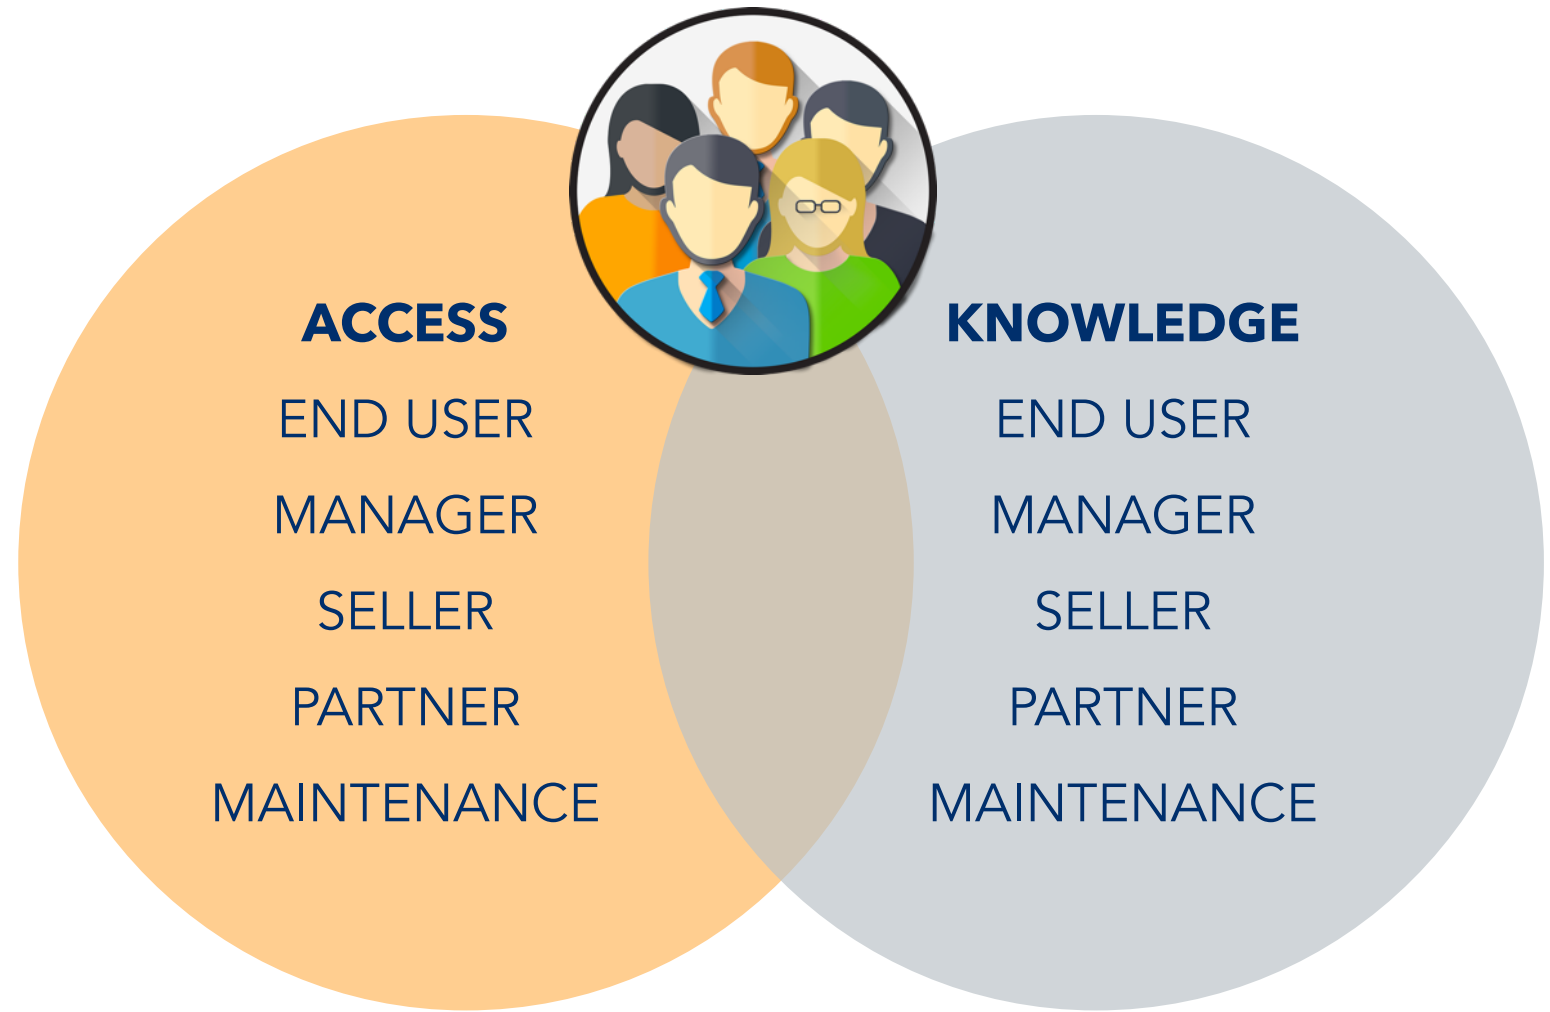 ACCESS
END USER
MANAGER
SELLER
PARTNER
MAINTENANCE
KNOWLEDGE
END USER
MANAGER
SELLER
PARTNER
MAINTENANCE